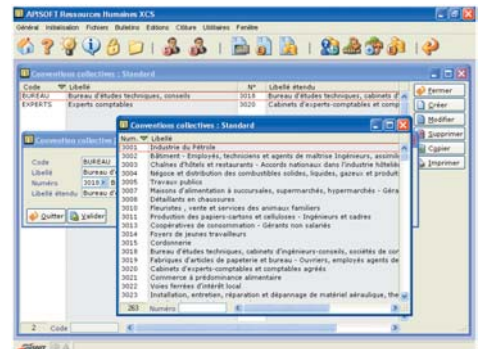 APISOFT Ressources Humaines XCS
Général Initialisation Fichiers Bulletins Editions Clôture Utilitaires Fenêtre
Conventions collectives : Standard
Code Libellé N° Libellé étendu
BUREAU Bureau d'études techniques, conseils 3018 Bureau d'études techniques, cabinets d'
EXPERTS Experts comptables 3020 Cabinets d'experts-comptables et comp
Fermer
Créer
Modifier
Supprimer
Copier
Imprimer
Convention collective
Code BUREAU
Libellé Bureau d'
Numéro 3018
Libellé étendu Bureau d'
Quitter Valider
Conventions collectives : Standard
Num. Libellé
3001 Industrie du Pétrole
3002 Bâtiment - Employés, techniciens et agents de maîtrise Ingénieurs, assimi
3003 Chaînes d'hôtels et restaurants - Accords nationaux dans l'industrie hôteliè
3004 Négoce et distribution des combustibles solides, liquides, gazeux et produit
3005 Travaux publics
3007 Maisons d'alimentation à succursales, supermarchés, hypermarchés - Géra
3008 Détaillants en chaussures
3010 Fleuristes, vente et services des animaux familiers
3011 Production des papiers-cartons et celluloses - Ingénieurs et cadres
3013 Coopératives de consommation - Gérants non salariés
3014 Foyers de jeunes travailleurs
3015 Cordonnerie
3018 Bureau d'études techniques, cabinets d'ingénieurs-conseils, sociétés de con
3019 Fabriques d'articles de papeterie et bureau - Ouvriers, employés agents de
3020 Cabinets d'experts-comptables et comptables agréés
3021 Commerce à prédominance alimentaire
3022 Voies ferrées d'intérêt local
3023 Installation, entretien, réparation et dépannage de matériel aéraulique, the
263 Numéro
2 Code